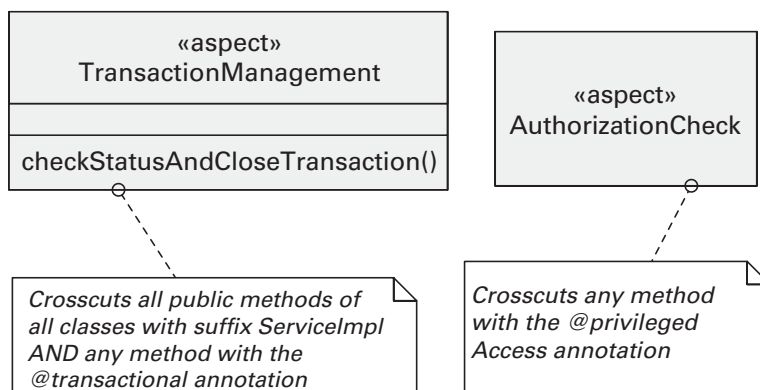 «aspect»
TransactionManagement
checkStatusAndCloseTransaction()
«aspect»
AuthorizationCheck
Crosscuts all public methods of
all classes with suffix ServiceImpl
AND any method with the
@transactional annotation
Crosscuts any method
with the @privileged
Access annotation